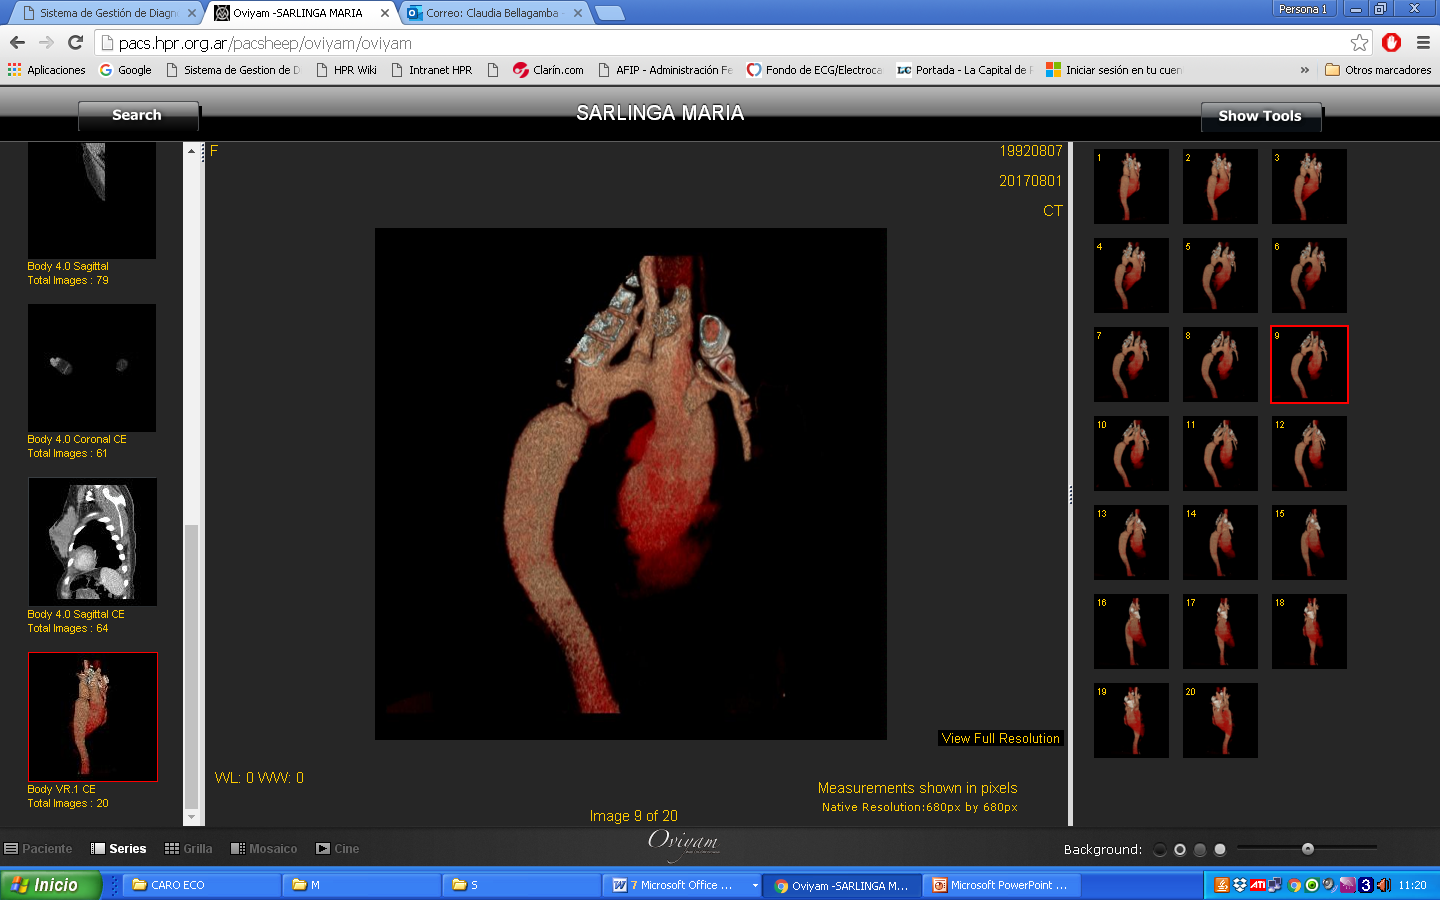 Sistema de Gestión de Diagn
Oviyam -SARLINGA MARIA
Correo: Claudia Bellagamba -
Persona 1
pacs.hpr.org.ar/pacsheep/oviyam/oviyam
Aplicaciones
Google
Sistema de Gestion de D
HPR Wiki
Intranet HPR
Clarín.com
AFIP - Administración Fe
Fondo de ECG/Electroca
Portada - La Capital de R
Iniciar sesión en tu cuen
»
Otros marcadores
Search
SARLINGA MARIA
Show Tools
Body 4.0 Sagittal
Total Images : 79
Body 4.0 Coronal CE
Total Images : 61
Body 4.0 Sagittal CE
Total Images : 64
Body VR.1 CE
Total Images : 20
F
19920807
20170801
CT
View Full Resolution
WL: 0 WW: 0
Measurements shown in pixels
Native Resolution:680px by 680px
Image 9 of 20
1 2 3
4 5 6
7 8 9
10 11 12
13 14 15
16 17 18
19 20
Paciente
Series
Grilla
Mosaico
Cine
Oviyam
Background:
Inicio
CARO ECO
M
S
7 Microsoft Office ...
Oviyam -SARLINGA M...
Microsoft PowerPoint ...
ATI
3
11:20